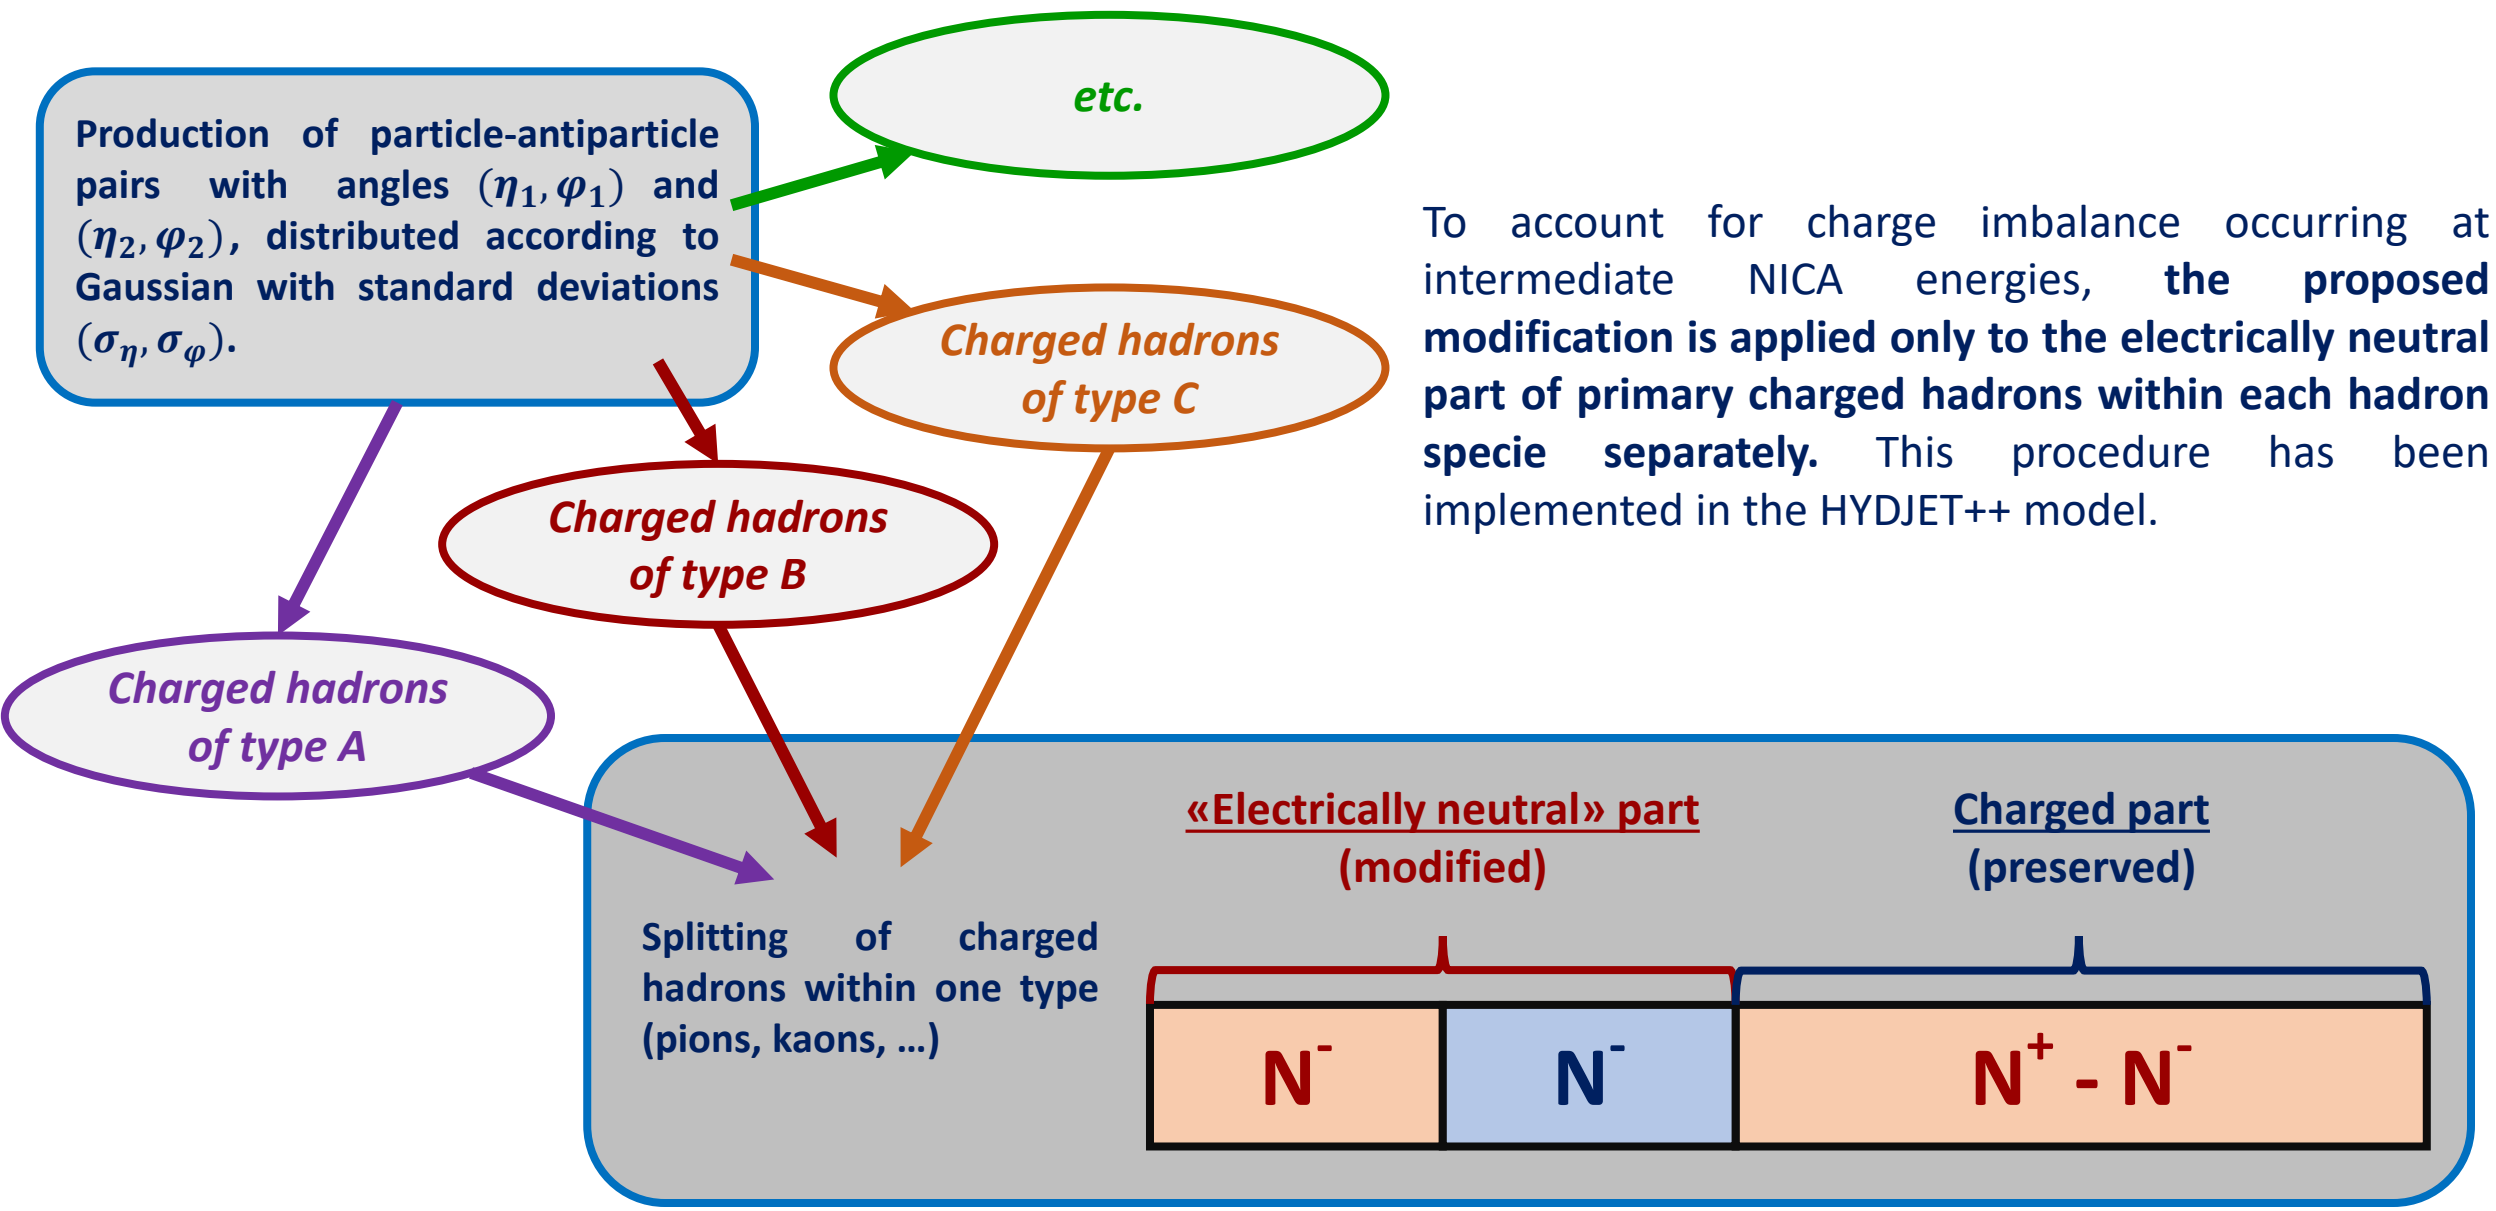 Production of particle-antiparticle
pairs with angles (η₁, φ₁) and
(η₂, φ₂), distributed according to
Gaussian with standard deviations
(σ_η, σ_φ).
etc.
Charged hadrons
of type C
Charged hadrons
of type B
Charged hadrons
of type A
To account for charge imbalance occurring at
intermediate NICA energies, the proposed
modification is applied only to the electrically neutral
part of primary charged hadrons within each hadron
specie separately. This procedure has been
implemented in the HYDJET++ model.
Splitting of charged
hadrons within one type
(pions, kaons, …)
«Electrically neutral» part
(modified)
Charged part
(preserved)
N⁻
N⁻
N⁺ - N⁻